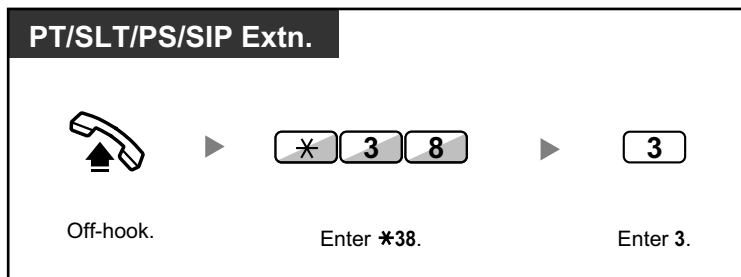 PT/SLT/PS/SIP Extn.
* 3 8 3
Off-hook. Enter *38. Enter 3.